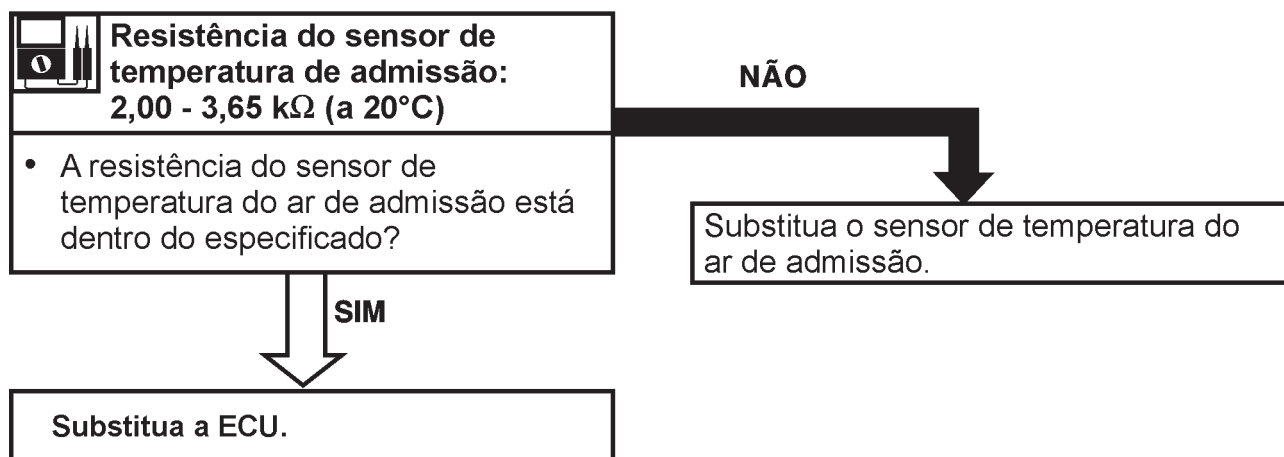 Resistência do sensor de
temperatura de admissão:
2,00 - 3,65 kΩ (a 20°C)
• A resistência do sensor de
temperatura do ar de admissão está
dentro do especificado?
NÃO
Substitua o sensor de temperatura do
ar de admissão.
SIM
Substitua a ECU.